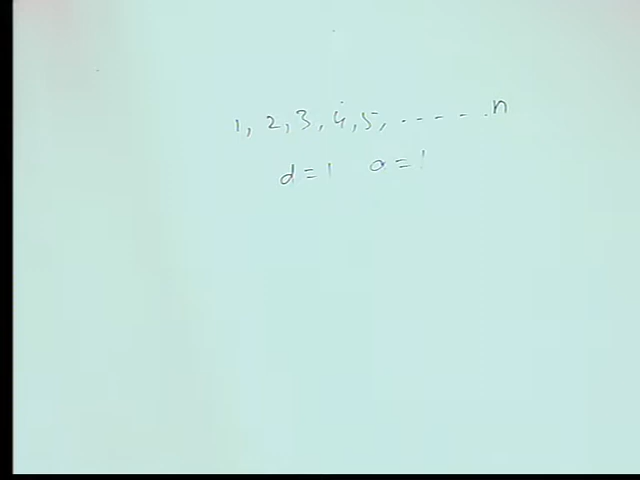 1, 2, 3, 4, 5, ...... n
d = 1 a = 1